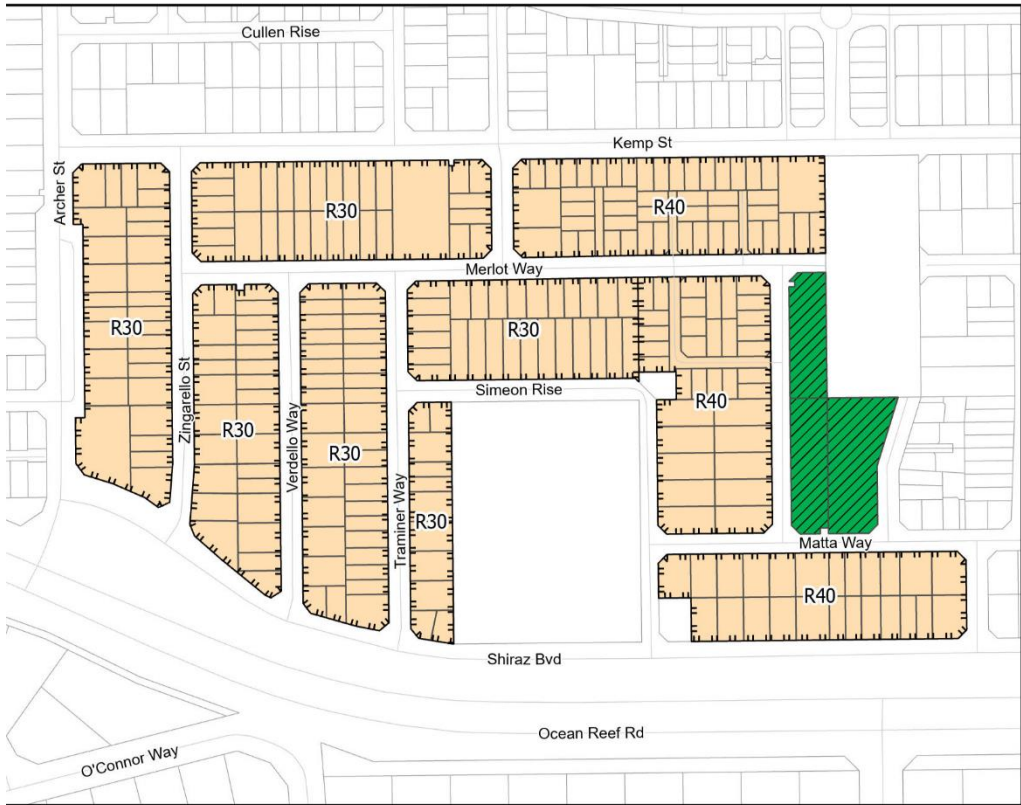 Cullen Rise
Kemp St
Archer St
R30
R40
Merlot Way
R30
R30
Simeon Rise
Zingarello St
R40
R30
Verdello Way
R30
Traminer Way
R30
Matta Way
R40
Shiraz Bvd
Ocean Reef Rd
O'Connor Way